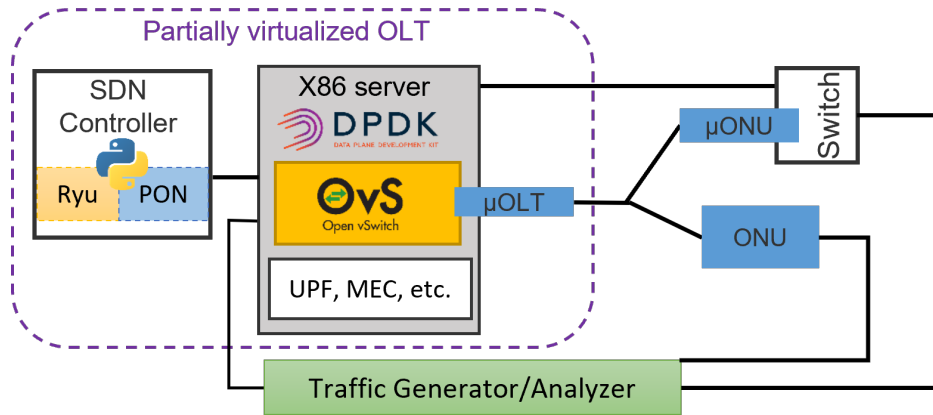 Partially virtualized OLT
SDN
Controller
Ryu
PON
X86 server
DPDK
DATA PLANE DEVELOPMENT KIT
OvS
Open vSwitch
UPF, MEC, etc.
µOLT
µONU
Switch
ONU
Traffic Generator/Analyzer